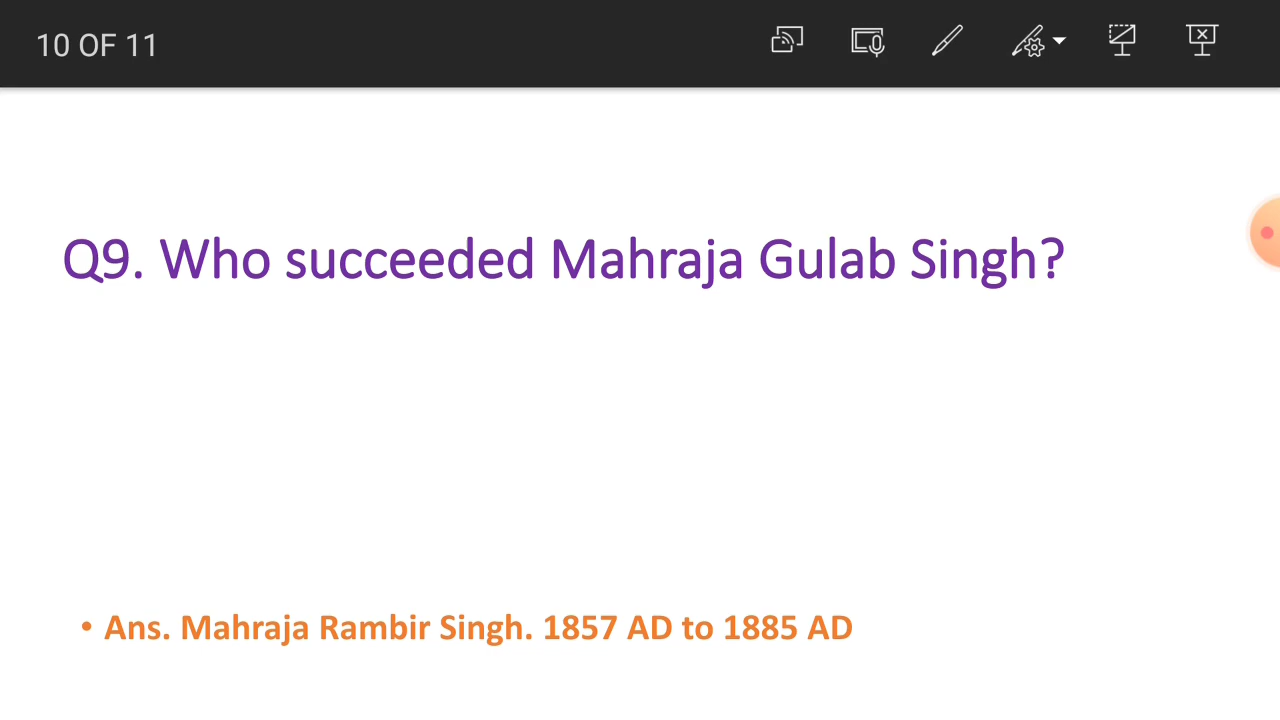 10 OF 11
Q9. Who succeeded Mahraja Gulab Singh?
• Ans. Mahraja Rambir Singh. 1857 AD to 1885 AD